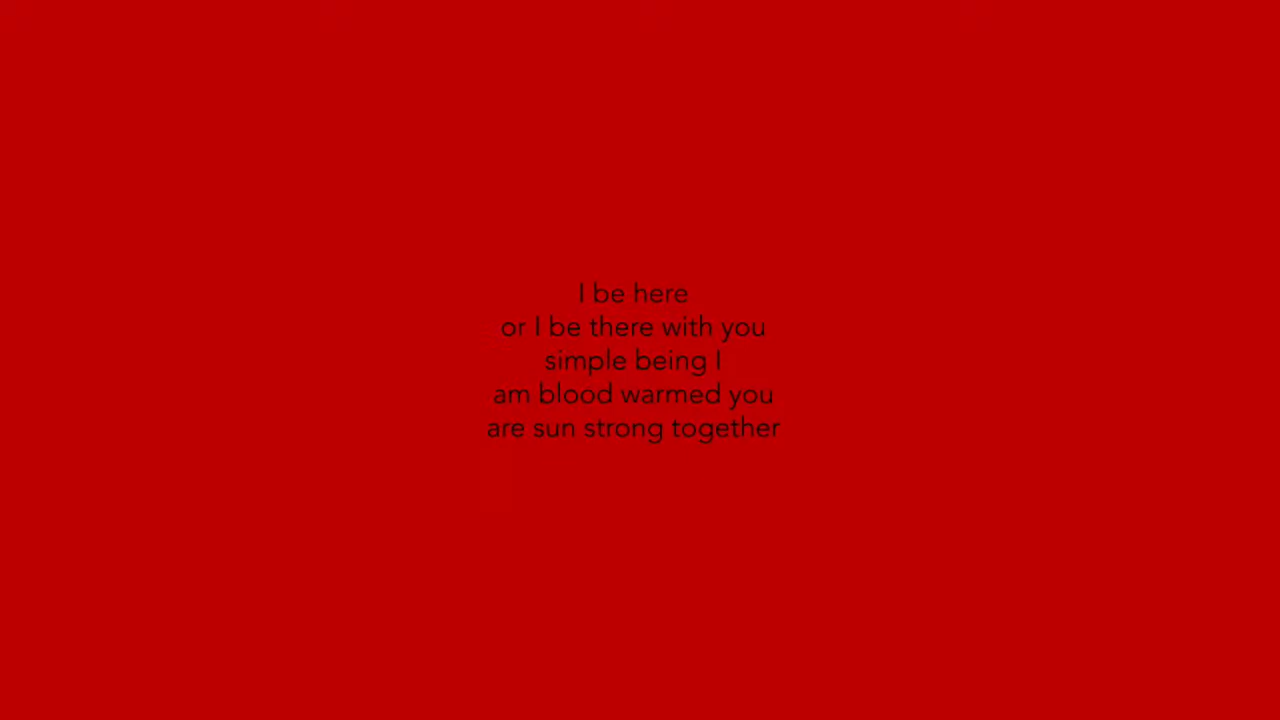 I be here
or I be there with you
simple being I
am blood warmed you
are sun strong together